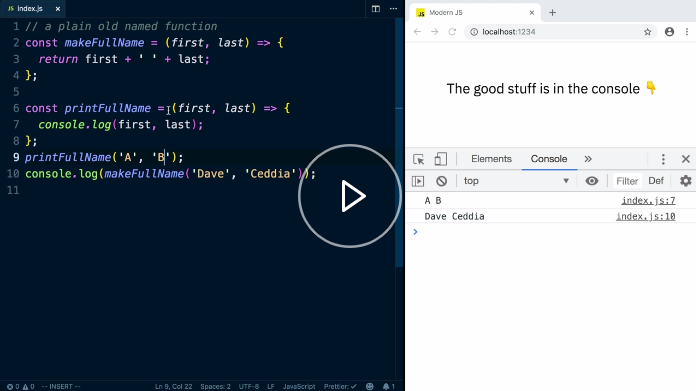 JS index.js ×
1 // a plain old named function
2 const makeFullName = (first, last) => {
3 return first + ' ' + last;
4 };
5
6 const printFullName = (first, last) => {
7 console.log(first, last);
8 };
9 printFullName('A', 'B');
10 console.log(makeFullName('Dave', 'Ceddia'));
11
0 0 -- INSERT -- Ln 9, Col 22 Spaces: 2 UTF-8 LF JavaScript Prettier: ✓ 1
JS Modern JS × +
localhost:1234
The good stuff is in the console 👇
Elements Console »
top Filter Def
A B index.js:7
Dave Ceddia index.js:10
>